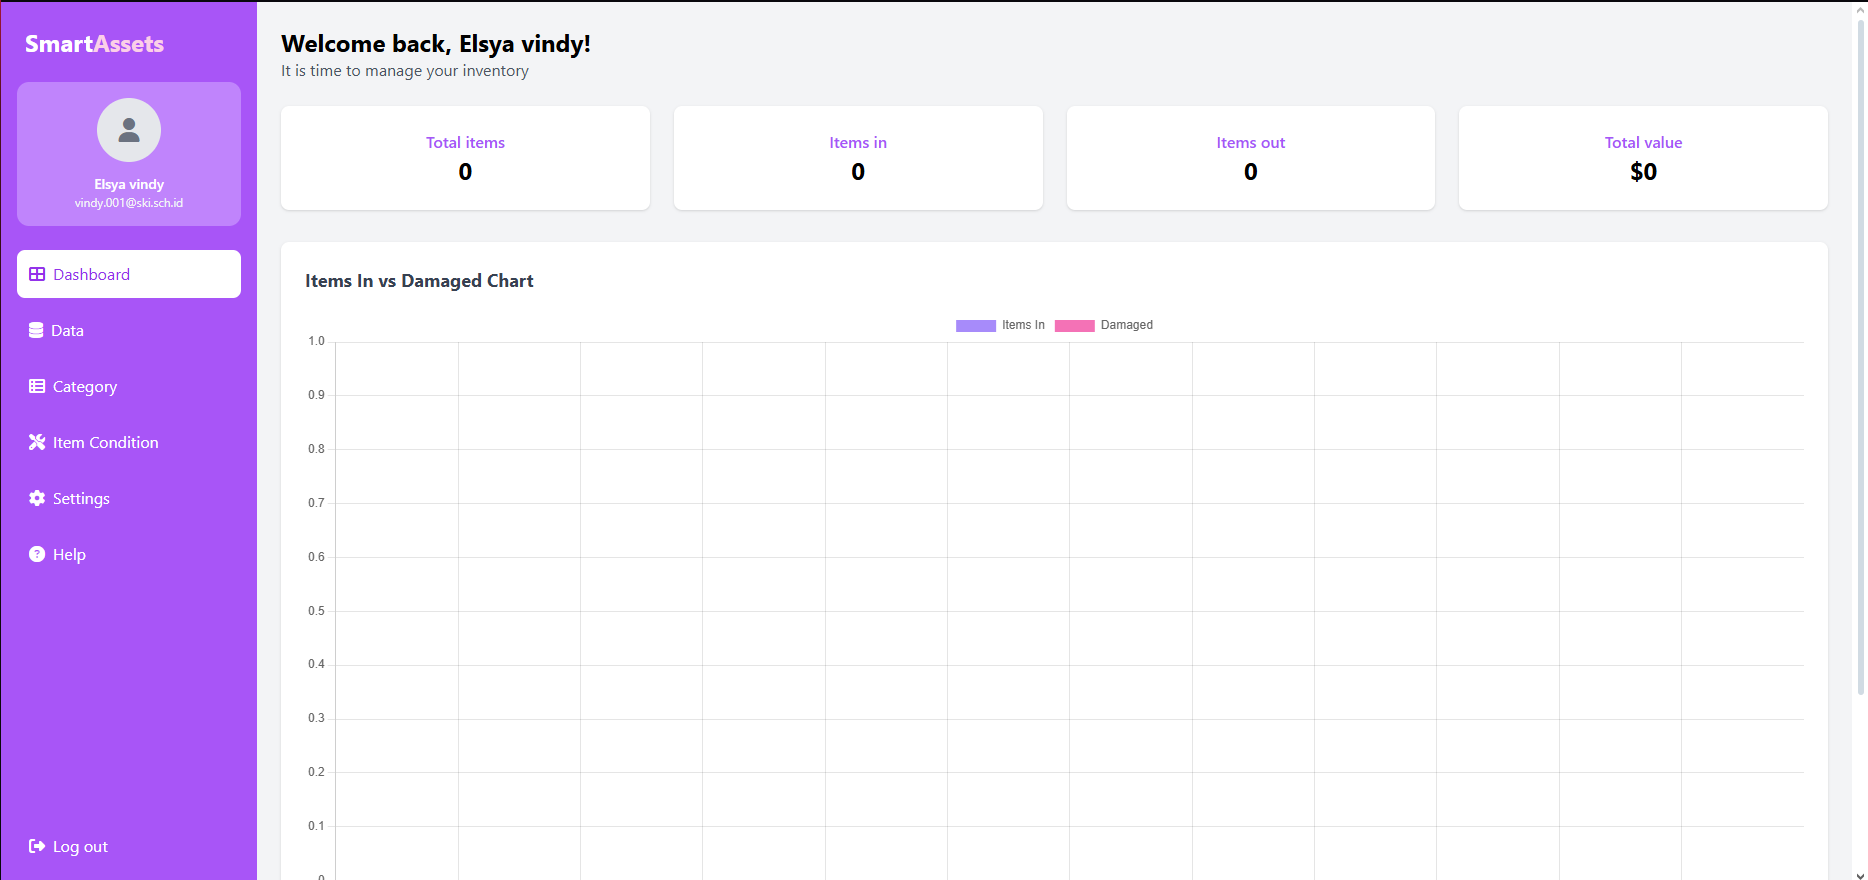 SmartAssets
Elsya vindy
vindy.001@ski.sch.id
Dashboard
Data
Category
Item Condition
Settings
Help
Log out
Welcome back, Elsya vindy!
It is time to manage your inventory
Total items
0
Items in
0
Items out
0
Total value
$0
Items In vs Damaged Chart
Items In Damaged
1.0
0.9
0.8
0.7
0.6
0.5
0.4
0.3
0.2
0.1
0